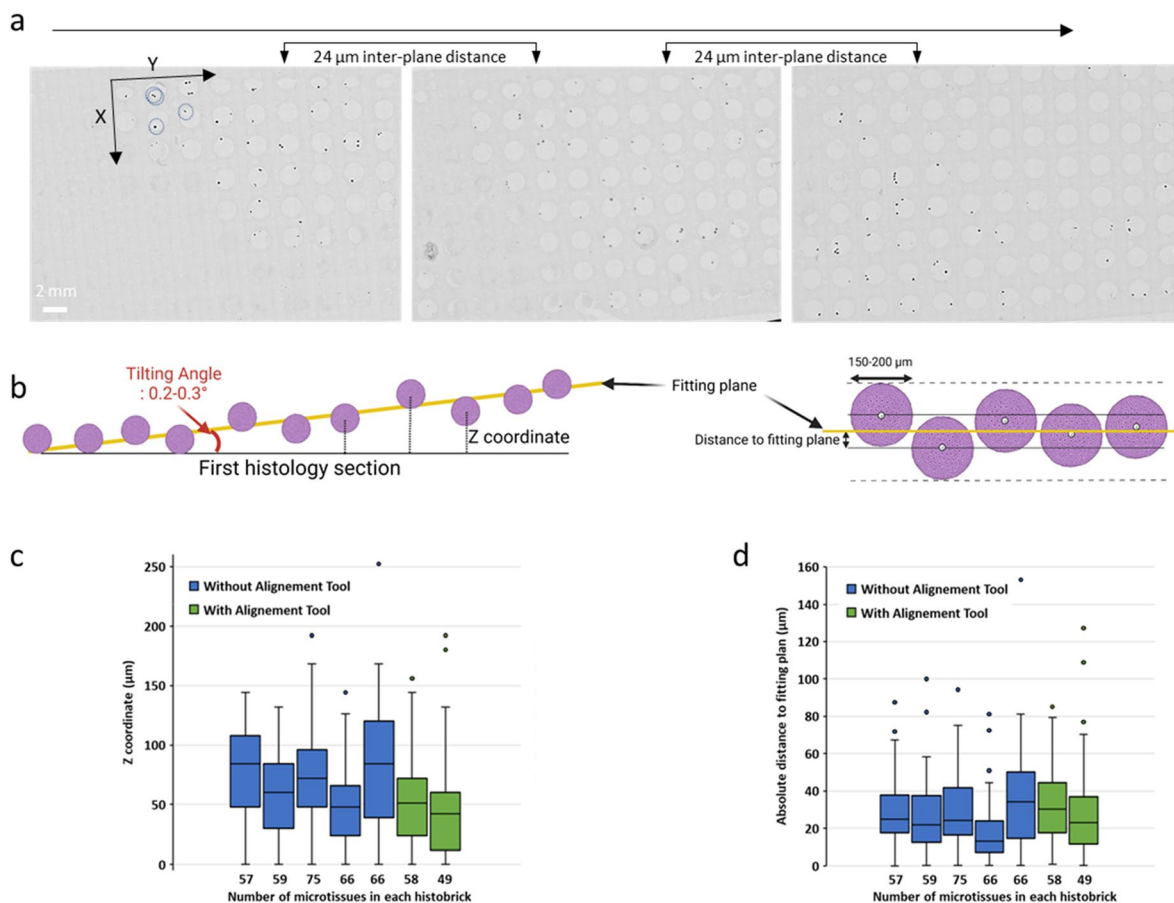 a
24 µm inter-plane distance
24 µm inter-plane distance
Y
X
2 mm
b
Tilting Angle
: 0.2-0.3°
Z coordinate
First histology section
Fitting plane
150-200 µm
Distance to fitting plane
c
250
200
150
100
50
0
Z coordinate (µm)
Without Alignement Tool
With Alignement Tool
57 59 75 66 66 58 49
Number of microtissues in each histobrick
d
160
140
120
100
80
60
40
20
0
Absolute distance to fitting plan (µm)
Without Alignement Tool
With Alignement Tool
57 59 75 66 66 58 49
Number of microtissues in each histobrick